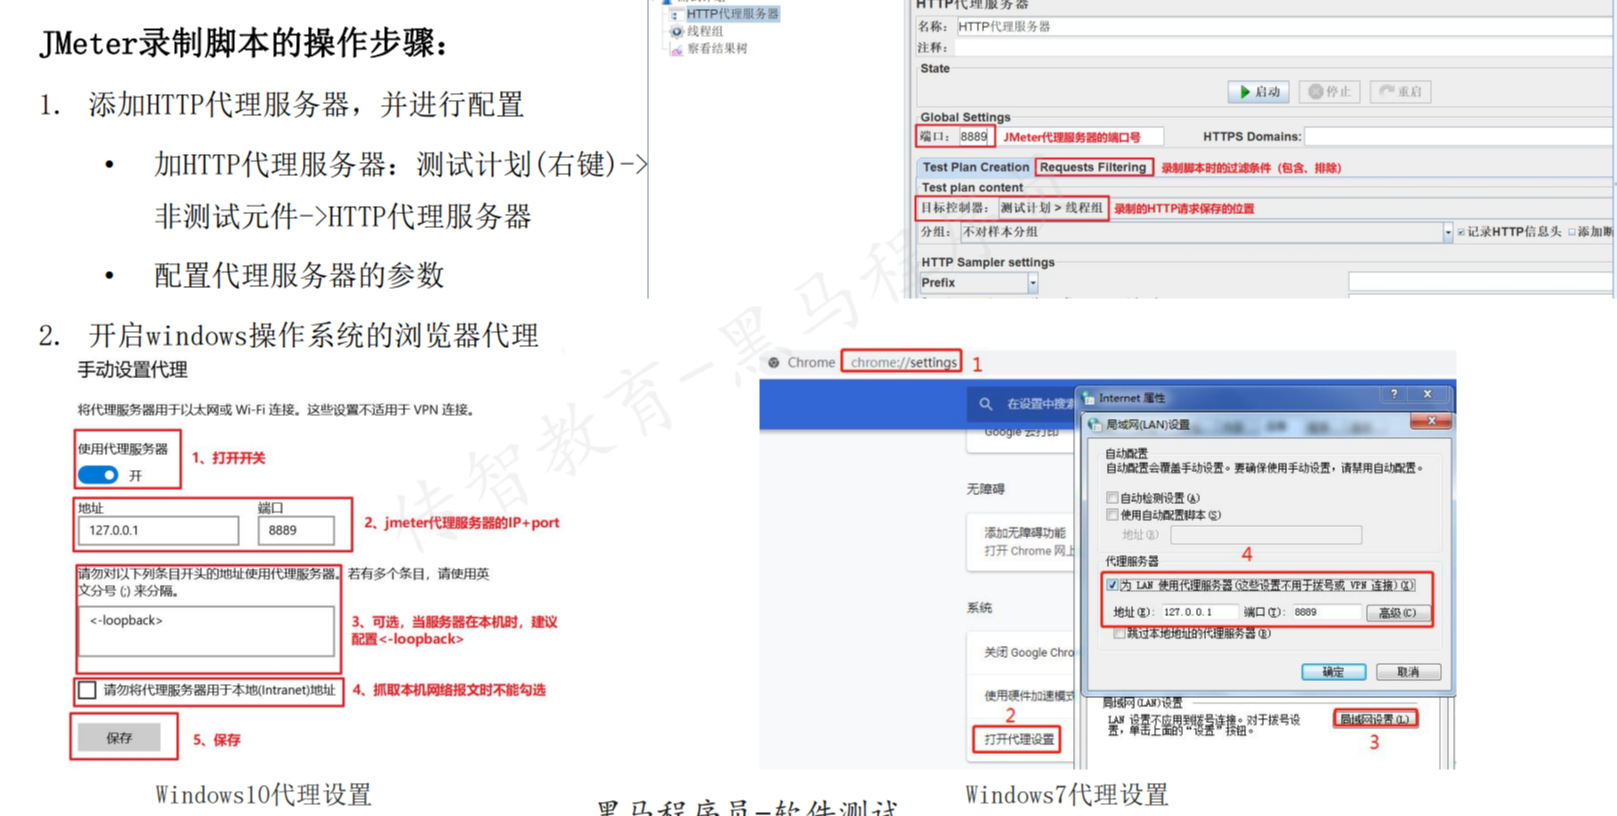 JMeter录制脚本的操作步骤：
1. 添加HTTP代理服务器，并进行配置
• 加HTTP代理服务器：测试计划(右键)->
非测试元件->HTTP代理服务器
• 配置代理服务器的参数
HTTP代理服务器
线程组
察看结果树
HTTP代理服务器
名称： HTTP代理服务器
注释：
State
启动 停止 重启
Global Settings
端口： 8889 JMeter代理服务器的端口号 HTTPS Domains:
Test Plan Creation Requests Filtering 录制脚本时的过滤条件（包含、排除）
Test plan content
目标控制器： 测试计划 > 线程组 录制的HTTP请求保存的位置
分组： 不对样本分组 记录HTTP信息头 添加断
HTTP Sampler settings
Prefix
2. 开启windows操作系统的浏览器代理
手动设置代理
将代理服务器用于以太网或 Wi-Fi 连接。这些设置不适用于 VPN 连接。
使用代理服务器
开 1、打开开关
地址 端口
127.0.0.1 8889 2、jmeter代理服务器的IP+port
请勿对以下列条目开头的地址使用代理服务器。若有多个条目，请使用英
文分号 (;) 来分隔。
<-loopback>
3、可选，当服务器在本机时，建议
配置<-loopback>
请勿将代理服务器用于本地(Intranet)地址 4、抓取本机网络报文时不能勾选
保存 5、保存
Windows10代理设置
Chrome chrome://settings 1
在设置中搜索
Google 云打印
无障碍
添加无障碍功能
打开 Chrome 网上
系统
关闭 Google Chro
使用硬件加速模式
2
打开代理设置
Internet 属性
局域网(LAN)设置
自动配置
自动配置会覆盖手动设置。要确保使用手动设置，请禁用自动配置。
自动检测设置(A)
使用自动配置脚本(S)
地址(R)
4
代理服务器
为 LAN 使用代理服务器(这些设置不用于拨号或 VPN 连接)(X)
地址(E): 127.0.0.1 端口(T): 8889 高级(C)
跳过本地地址的代理服务器(B)
确定 取消
局域网(LAN)设置
LAN 设置不应用到拨号连接。对于拨号设
置，单击上面的“设置”按钮。
局域网设置(L)
3
Windows7代理设置
传智教育-黑马程
黑马程序员-软件测试